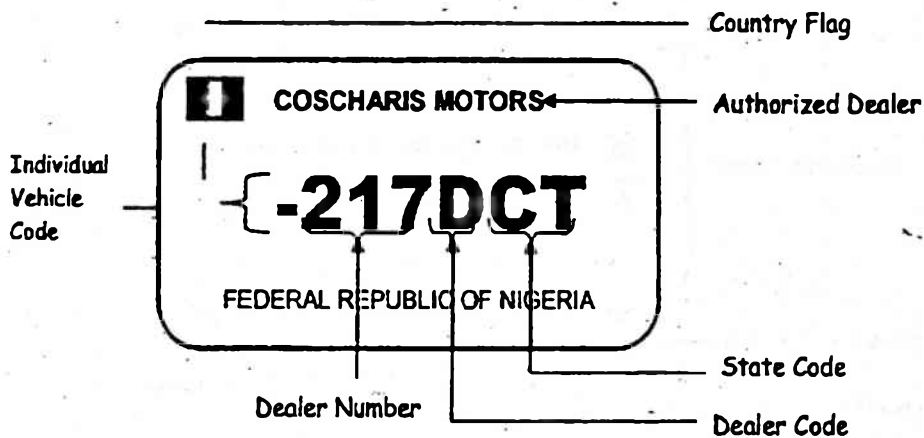 Country Flag
COSCHARIS MOTORS
Authorized Dealer
Individual
Vehicle
Code
-217DCT
FEDERAL REPUBLIC OF NIGERIA
State Code
Dealer Number
Dealer Code